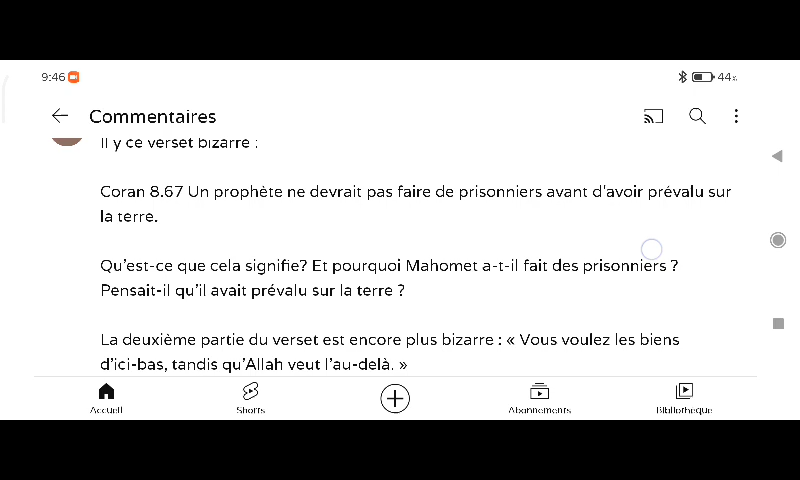 9:46
44%
Commentaires
Il y ce verset bizarre :
Coran 8.67 Un prophète ne devrait pas faire de prisonniers avant d'avoir prévalu sur
la terre.
Qu'est-ce que cela signifie? Et pourquoi Mahomet a-t-il fait des prisonniers ?
Pensait-il qu'il avait prévalu sur la terre ?
La deuxième partie du verset est encore plus bizarre : « Vous voulez les biens
d'ici-bas, tandis qu'Allah veut l'au-delà. »
Accueil
Shorts
Abonnements
Bibliothèque